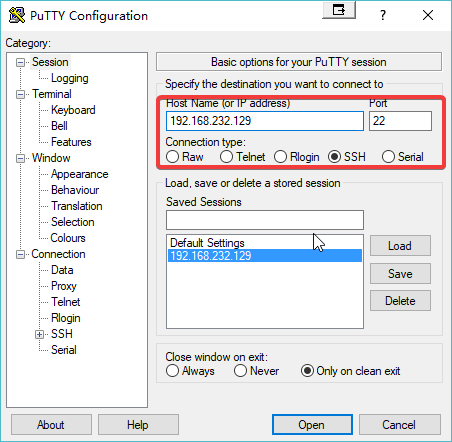 PuTTY Configuration
Category:
Session
Logging
Terminal
Keyboard
Bell
Features
Window
Appearance
Behaviour
Translation
Selection
Colours
Connection
Data
Proxy
Telnet
Rlogin
SSH
Serial
Basic options for your PuTTY session
Specify the destination you want to connect to
Host Name (or IP address) Port
192.168.232.129 22
Connection type:
Raw Telnet Rlogin SSH Serial
Load, save or delete a stored session
Saved Sessions
Default Settings
192.168.232.129
Load
Save
Delete
Close window on exit:
Always Never Only on clean exit
About Help Open Cancel